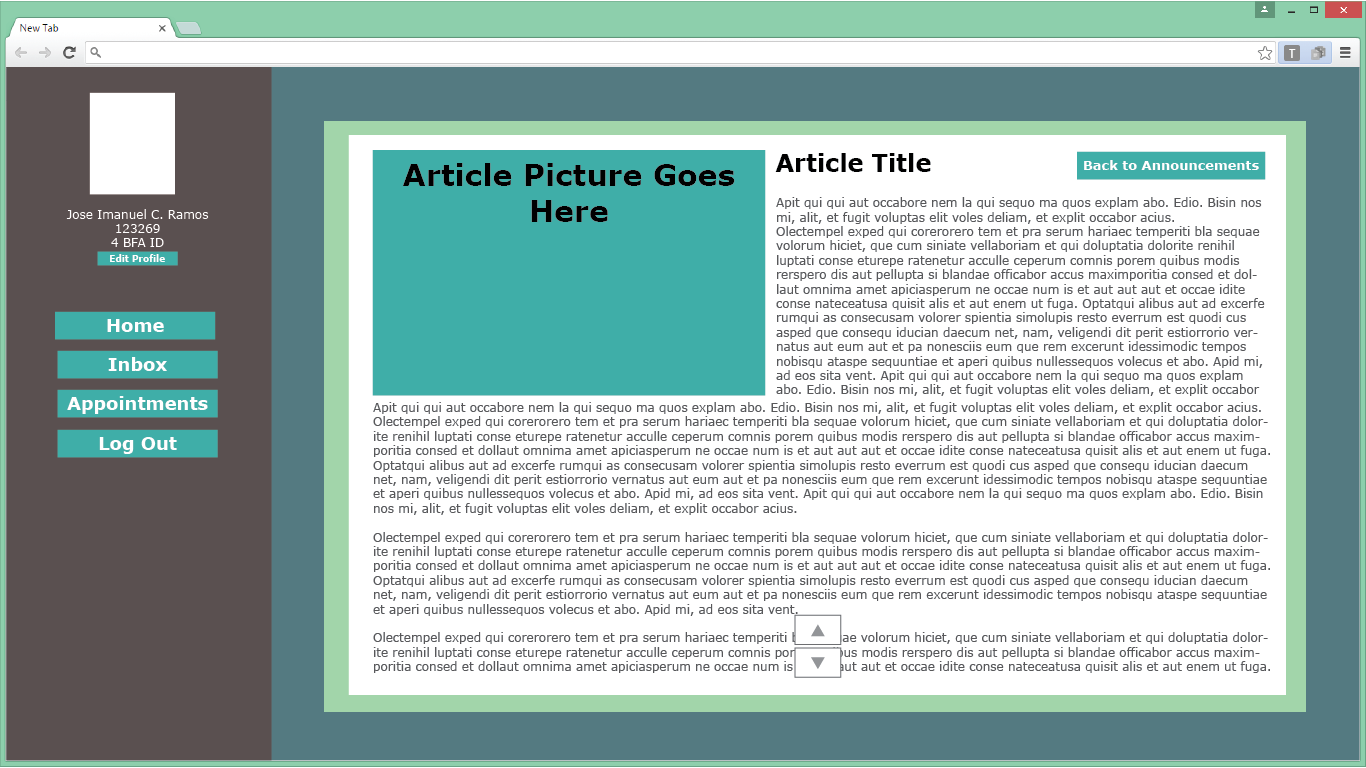 New Tab
T
Jose Imanuel C. Ramos
123269
4 BFA ID
Edit Profile
Home
Inbox
Appointments
Log Out
Article Picture Goes
Here
Article Title
Back to Announcements
Apit qui qui aut occabore nem la qui sequo ma quos explam abo. Edio. Bisin nos
mi, alit, et fugit voluptas elit voles deliam, et explit occabor acius.
Olectempel exped qui corerorero tem et pra serum hariaec temperiti bla sequae
volorum hiciet, que cum siniate vellaboriam et qui doluptatia dolorite renihil
luptati conse eturepe ratenetur acculle ceperum comnis porem quibus modis
rerspero dis aut pellupta si blandae officabor accus maximporitia consed et dol-
laut omnima amet apiciasperum ne occae num is et aut aut aut et occae idite
conse nateceatusa quisit alis et aut enem ut fuga. Optatqui alibus aut ad excerfe
rumqui as consecusam volorer spientia simolupis resto everrum est quodi cus
asped que consequ iducian daecum net, nam, veligendi dit perit estiorrorio ver-
natus aut eum aut et pa nonesciis eum que rem excerunt idessimodic tempos
nobisqu ataspe sequuntiae et aperi quibus nullessequos volecus et abo. Apid mi,
ad eos sita vent. Apit qui qui aut occabore nem la qui sequo ma quos explam
abo. Edio. Bisin nos mi, alit, et fugit voluptas elit voles deliam, et explit occabor
Apit qui qui aut occabore nem la qui sequo ma quos explam abo. Edio. Bisin nos mi, alit, et fugit voluptas elit voles deliam, et explit occabor acius.
Olectempel exped qui corerorero tem et pra serum hariaec temperiti bla sequae volorum hiciet, que cum siniate vellaboriam et qui doluptatia dolor-
ite renihil luptati conse eturepe ratenetur acculle ceperum comnis porem quibus modis rerspero dis aut pellupta si blandae officabor accus maxim-
poritia consed et dollaut omnima amet apiciasperum ne occae num is et aut aut aut et occae idite conse nateceatusa quisit alis et aut enem ut fuga.
Optatqui alibus aut ad excerfe rumqui as consecusam volorer spientia simolupis resto everrum est quodi cus asped que consequ iducian daecum
net, nam, veligendi dit perit estiorrorio vernatus aut eum aut et pa nonesciis eum que rem excerunt idessimodic tempos nobisqu ataspe sequuntiae
et aperi quibus nullessequos volecus et abo. Apid mi, ad eos sita vent. Apit qui qui aut occabore nem la qui sequo ma quos explam abo. Edio. Bisin
nos mi, alit, et fugit voluptas elit voles deliam, et explit occabor acius.
Olectempel exped qui corerorero tem et pra serum hariaec temperiti bla sequae volorum hiciet, que cum siniate vellaboriam et qui doluptatia dolor-
ite renihil luptati conse eturepe ratenetur acculle ceperum comnis porem quibus modis rerspero dis aut pellupta si blandae officabor accus maxim-
poritia consed et dollaut omnima amet apiciasperum ne occae num is et aut aut aut et occae idite conse nateceatusa quisit alis et aut enem ut fuga.
Optatqui alibus aut ad excerfe rumqui as consecusam volorer spientia simolupis resto everrum est quodi cus asped que consequ iducian daecum
net, nam, veligendi dit perit estiorrorio vernatus aut eum aut et pa nonesciis eum que rem excerunt idessimodic tempos nobisqu ataspe sequuntiae
et aperi quibus nullessequos volecus et abo. Apid mi, ad eos sita vent.
Olectempel exped qui corerorero tem et pra serum hariaec temperiti volorum hiciet, que cum siniate vellaboriam et qui doluptatia dolor-
ite renihil luptati conse eturepe ratenetur acculle ceperum comnis modis rerspero dis aut pellupta si blandae officabor accus maxim-
poritia consed et dollaut omnima amet apiciasperum ne occae num is aut et occae idite conse nateceatusa quisit alis et aut enem ut fuga.